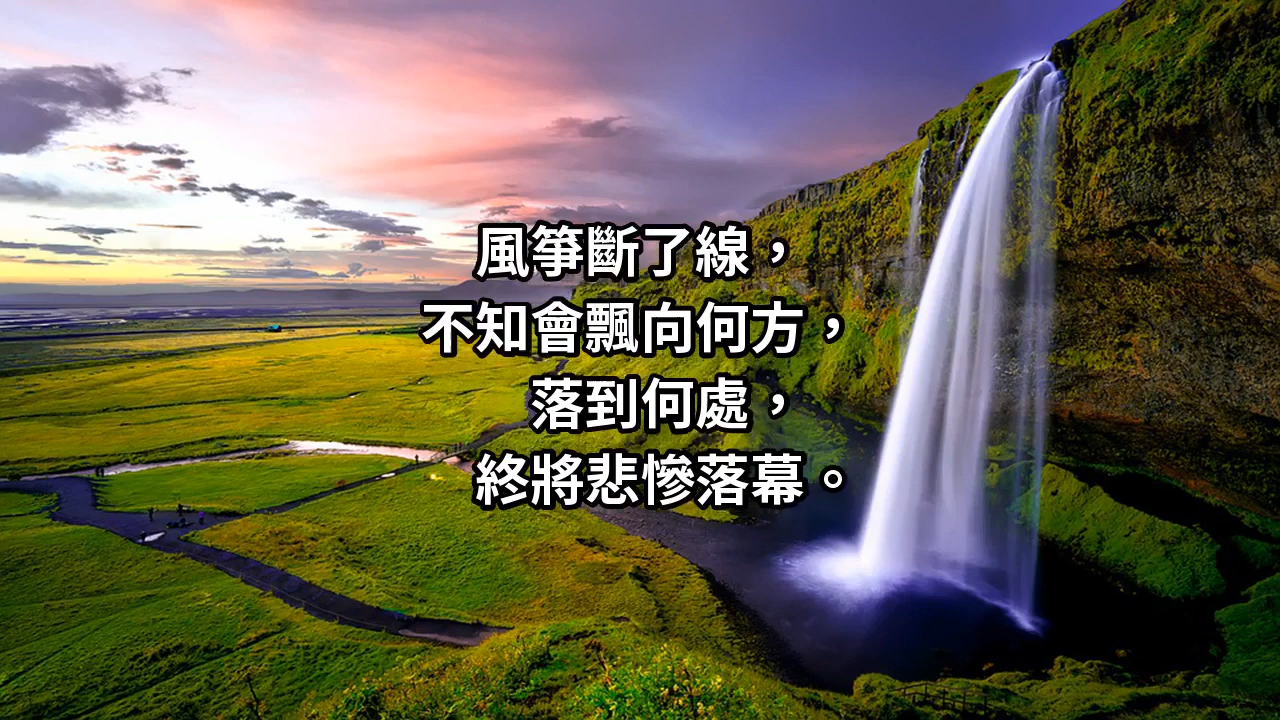 風箏斷了線，
不知會飄向何方，
落到何處，
終將悲慘落幕。